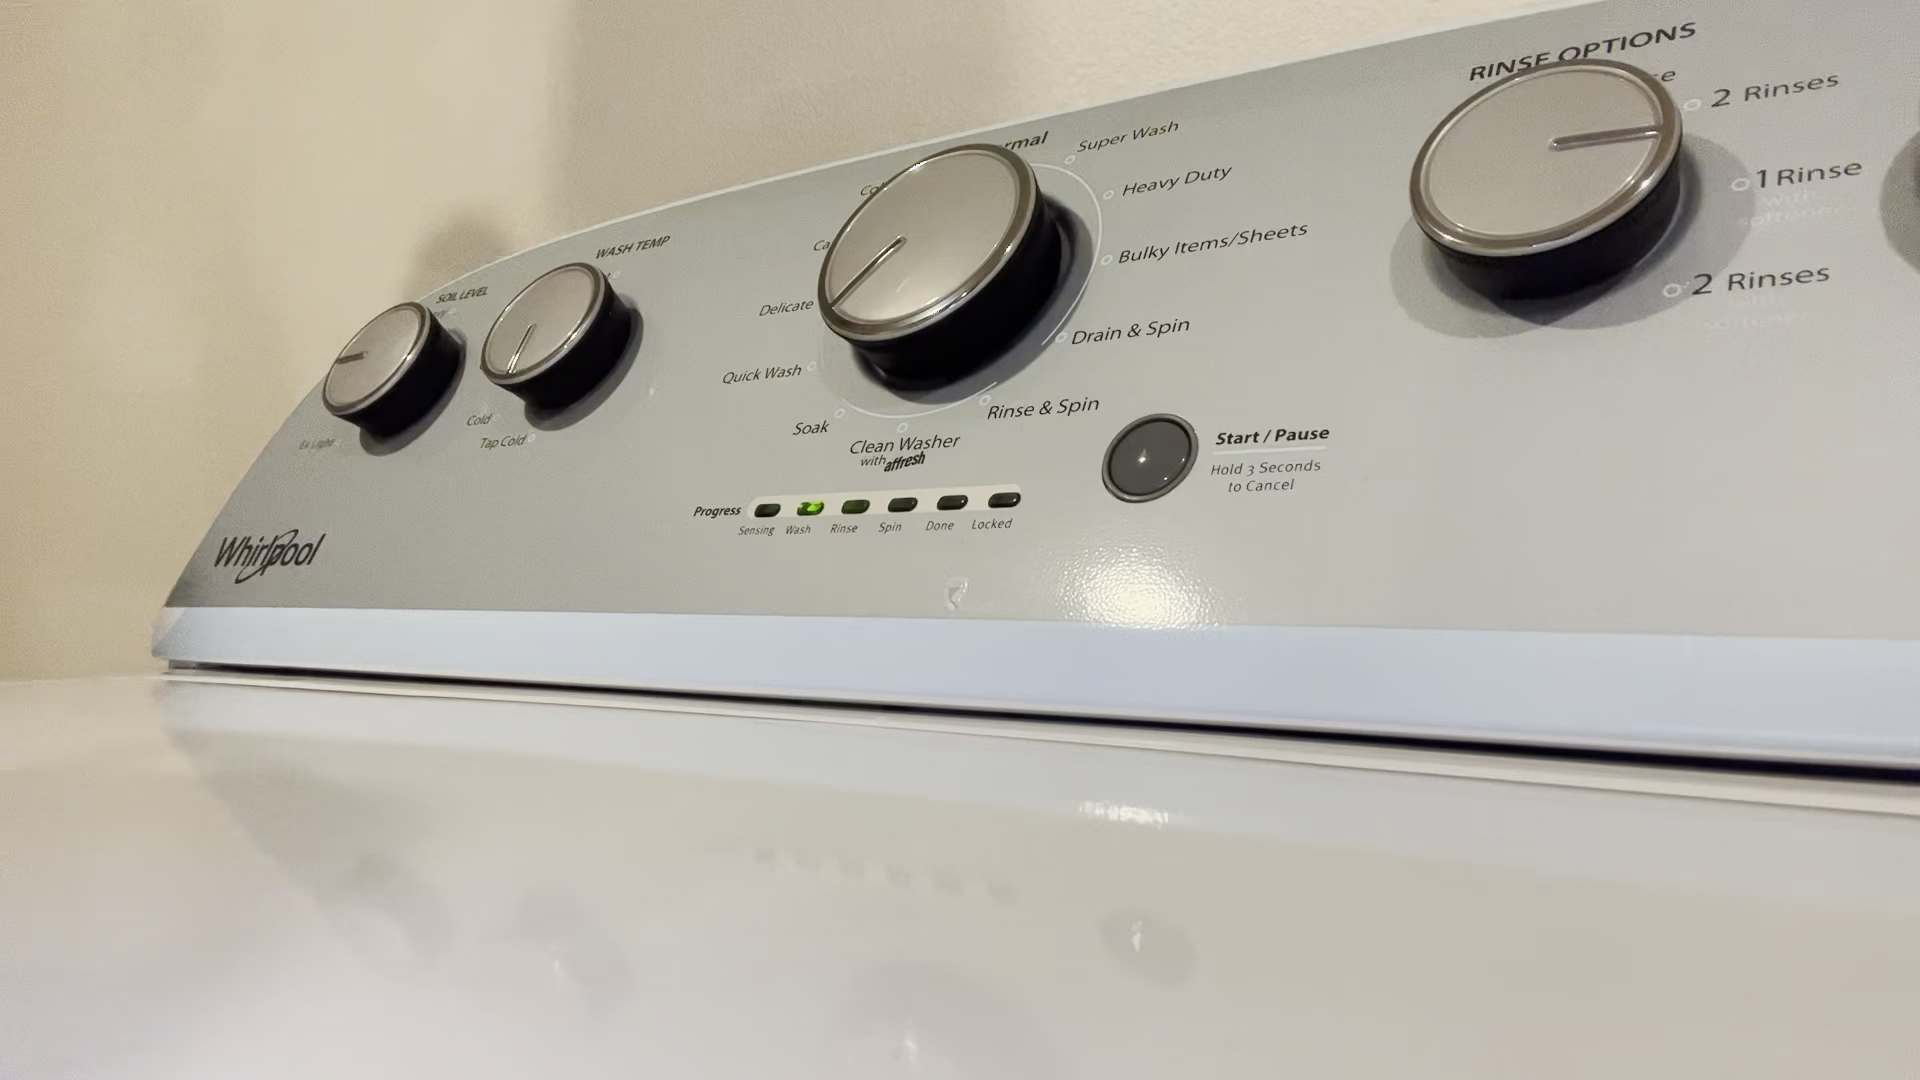 RINSE OPTIONS
2 Rinses
1 Rinse
with
softener
2 Rinses
Super Wash
Heavy Duty
Bulky Items/Sheets
Drain & Spin
Rinse & Spin
Clean Washer
with affresh
Soak
Quick Wash
Delicate
WASH TEMP
Cold
Tap Cold
SOIL LEVEL
Ex Light
Start / Pause
Hold 3 Seconds
to Cancel
Progress
Sensing Wash Rinse Spin Done Locked
Whirlpool